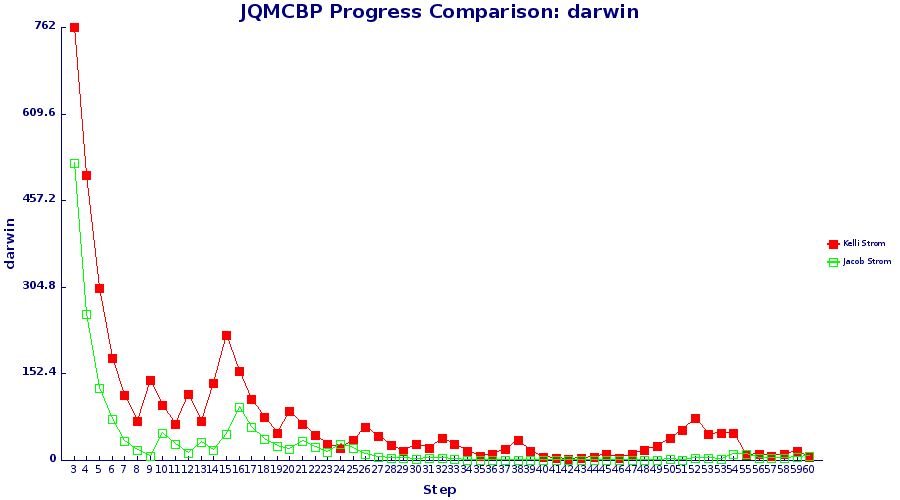 JQMCBP Progress Comparison: darwin
762
609.6
457.2
304.8
152.4
0
darwin
3 4 5 6 7 8 9 10 11 12 13 14 15 16 17 18 19 20 21 22 23 24 25 26 27 28 29 30 31 32 33 34 35 36 37 38 39 40 41 42 43 44 45 46 47 48 49 50 51 52 53 54 55 56 57 58 59 60
Step
Kelli Strom
Jacob Strom